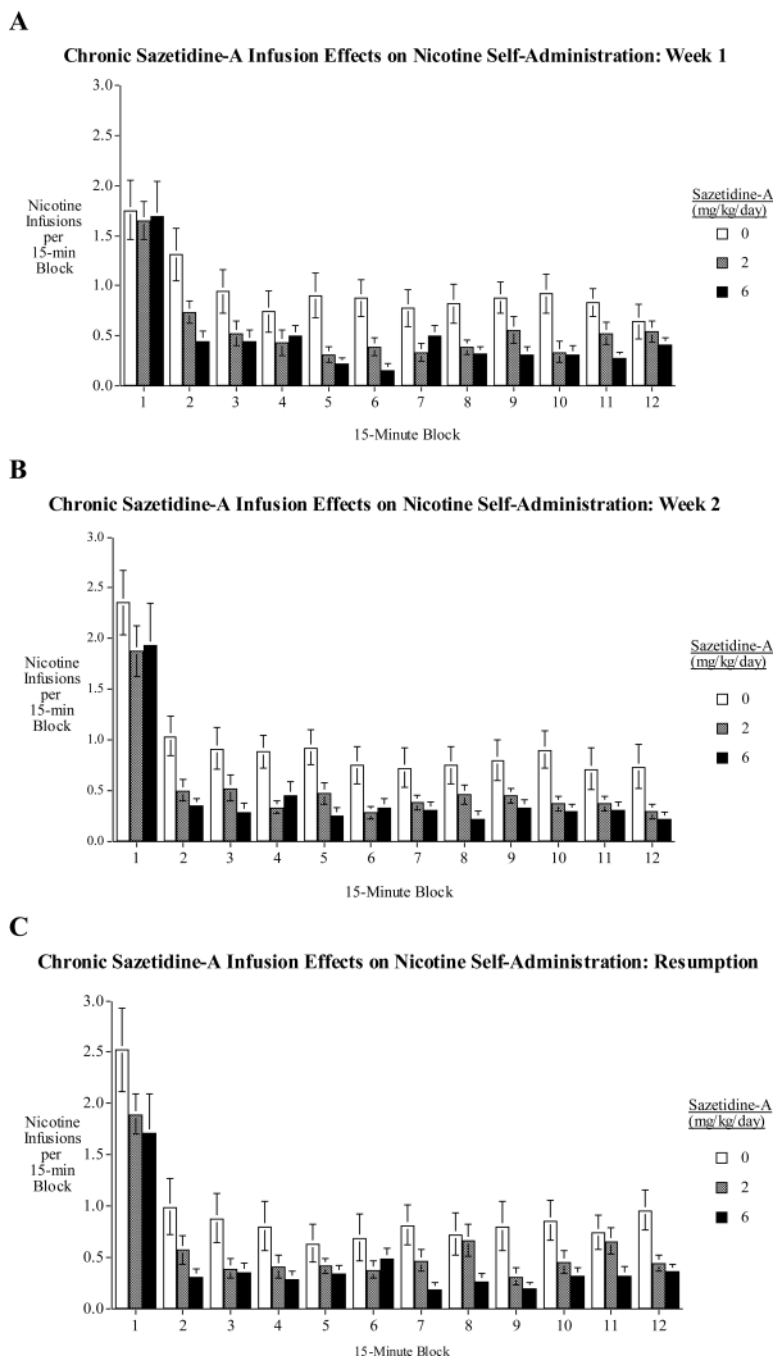 A
Chronic Sazetidine-A Infusion Effects on Nicotine Self-Administration: Week 1
Nicotine
Infusions
per
15-min
Block
3.0
2.5
2.0
1.5
1.0
0.5
0.0
1 2 3 4 5 6 7 8 9 10 11 12
15-Minute Block
Sazetidine-A
(mg/kg/day)
0
2
6
B
Chronic Sazetidine-A Infusion Effects on Nicotine Self-Administration: Week 2
Nicotine
Infusions
per
15-min
Block
3.0
2.5
2.0
1.5
1.0
0.5
0.0
1 2 3 4 5 6 7 8 9 10 11 12
15-Minute Block
Sazetidine-A
(mg/kg/day)
0
2
6
C
Chronic Sazetidine-A Infusion Effects on Nicotine Self-Administration: Resumption
Nicotine
Infusions
per
15-min
Block
3.0
2.5
2.0
1.5
1.0
0.5
0.0
1 2 3 4 5 6 7 8 9 10 11 12
15-Minute Block
Sazetidine-A
(mg/kg/day)
0
2
6